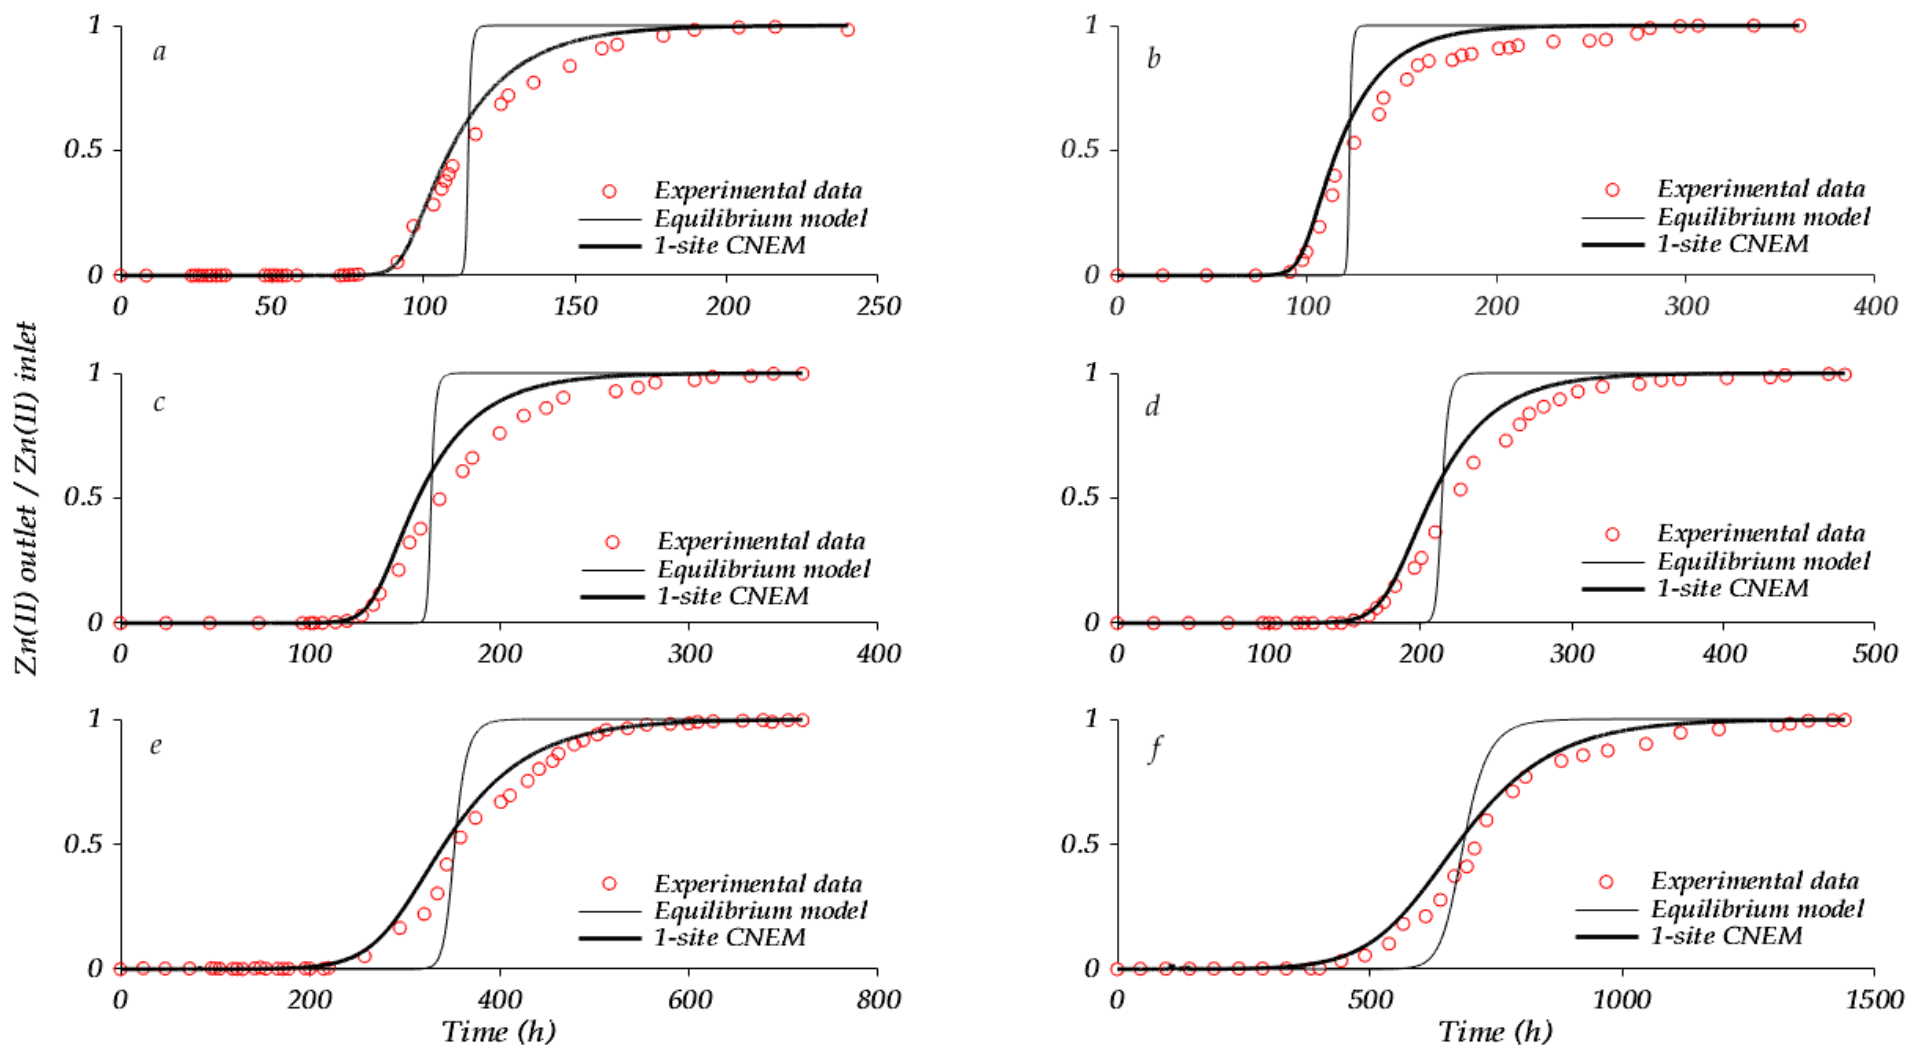 Zn(II) outlet / Zn(II) inlet
a
1
0.5
0
Experimental data
Equilibrium model
1-site CNEM
0 50 100 150 200 250
b
1
0.5
0
Experimental data
Equilibrium model
1-site CNEM
0 100 200 300 400
c
1
0.5
0
Experimental data
Equilibrium model
1-site CNEM
0 100 200 300 400
d
1
0.5
0
Experimental data
Equilibrium model
1-site CNEM
0 100 200 300 400 500
e
1
0.5
0
Experimental data
Equilibrium model
1-site CNEM
0 200 400 600 800
Time (h)
f
1
0.5
0
Experimental data
Equilibrium model
1-site CNEM
0 500 1000 1500
Time (h)